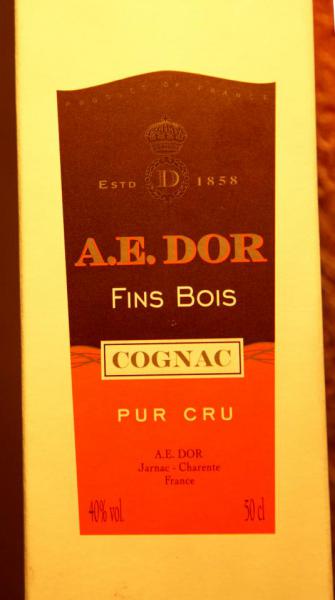 PRODUCT OF FRANCE
ESTD D 1858
A.E. DOR
FINS BOIS
COGNAC
PUR CRU
A.E. DOR
Jarnac - Charente
France
40% vol. 50 cl